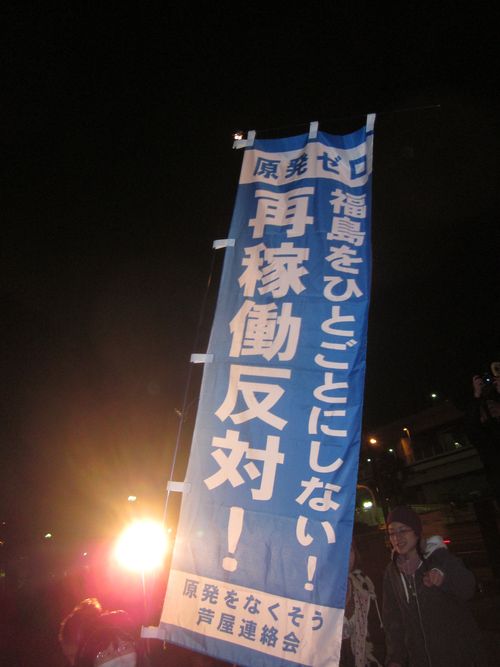 原発ゼロ
福島をひとごとにしない!
再稼働反対!
原発をなくそう
芦屋連絡会